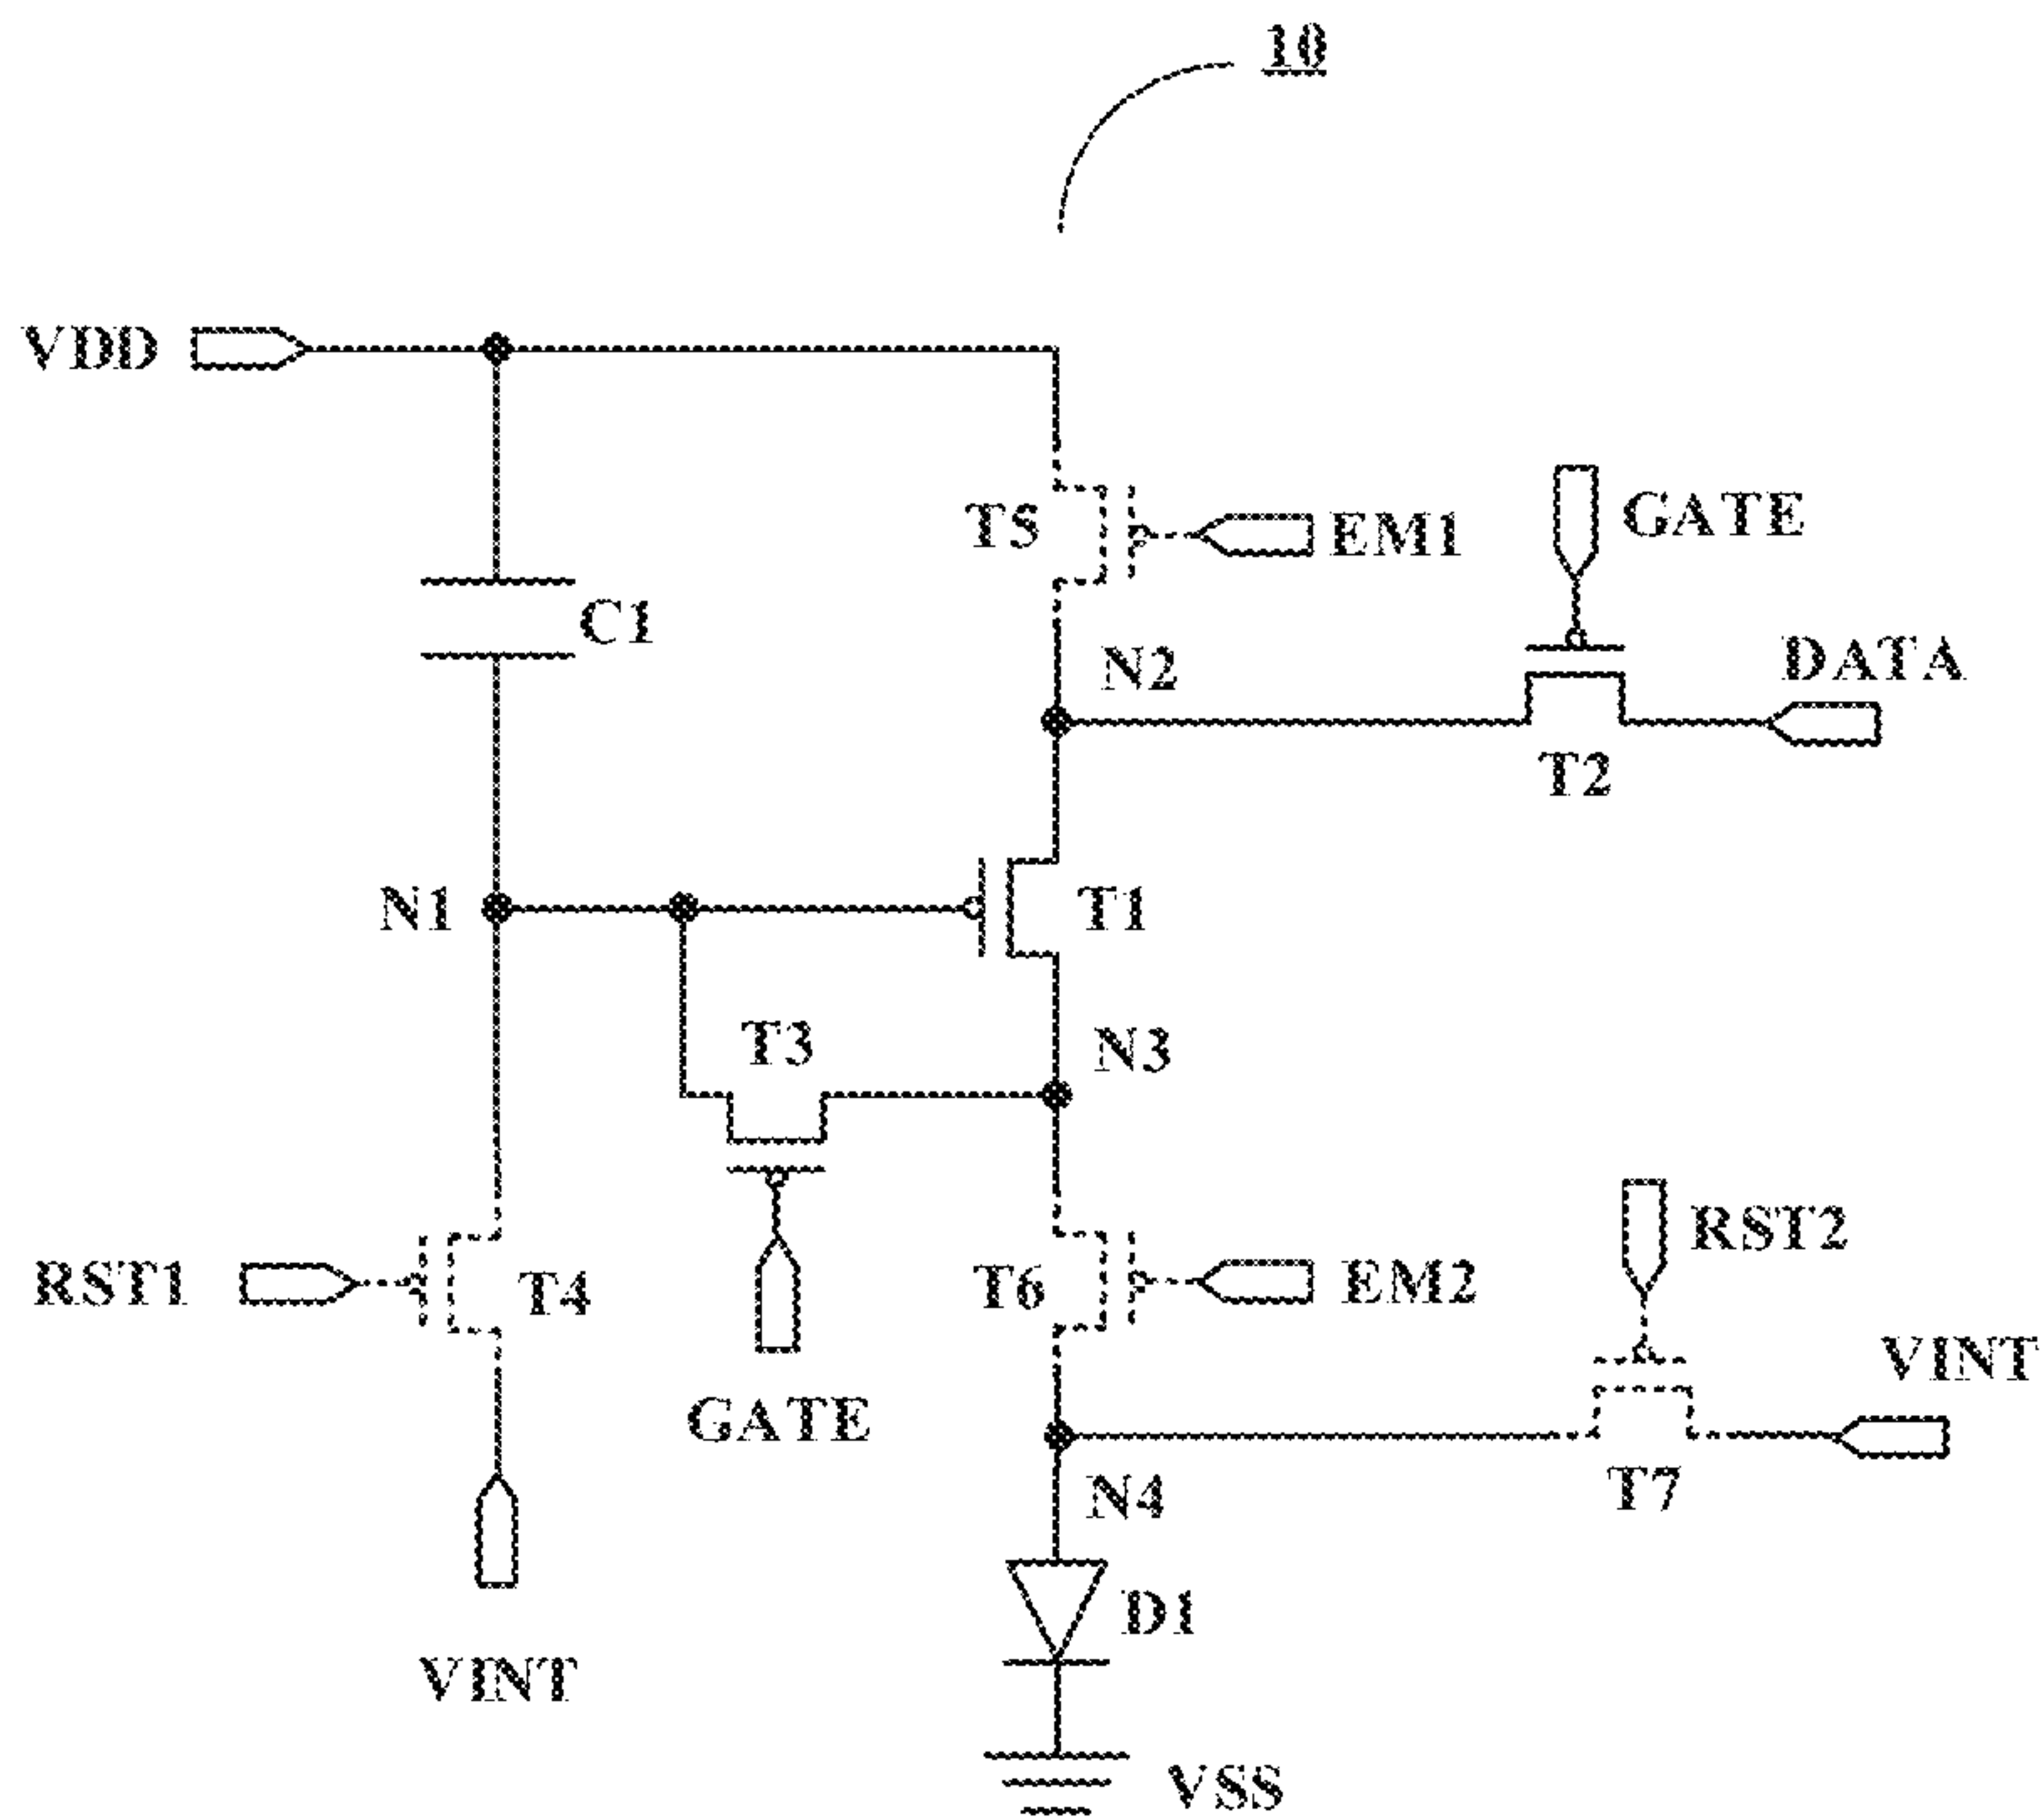 10
VDD
T5
EM1
GATE
C1
N2
DATA
T2
N1
T1
T3
N3
RST1
T4
T6
EM2
RST2
VINT
GATE
N4
T7
D1
VINT
VSS